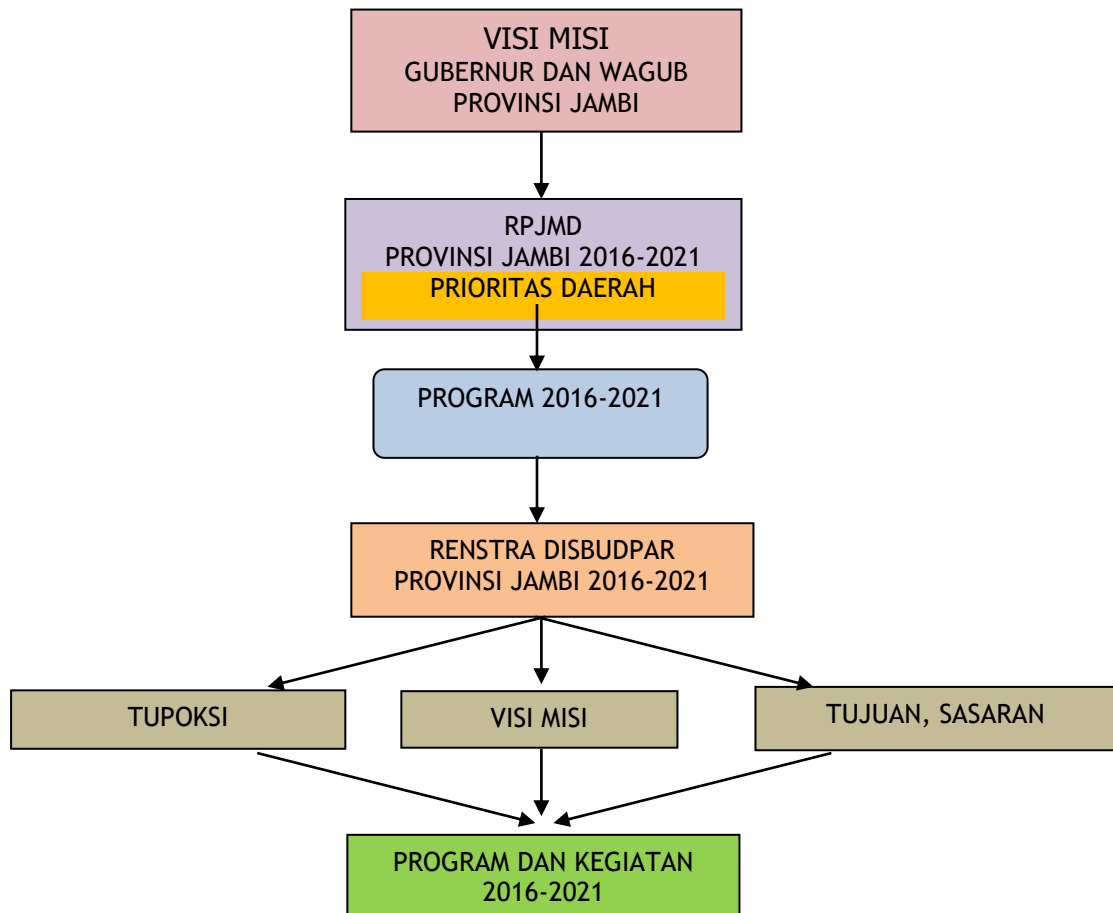 VISI MISI
GUBERNUR DAN WAGUB
PROVINSI JAMBI
RPJMD
PROVINSI JAMBI 2016-2021
PRIORITAS DAERAH
PROGRAM 2016-2021
RENSTRA DISBUDPAR
PROVINSI JAMBI 2016-2021
TUPOKSI
VISI MISI
TUJUAN, SASARAN
PROGRAM DAN KEGIATAN
2016-2021